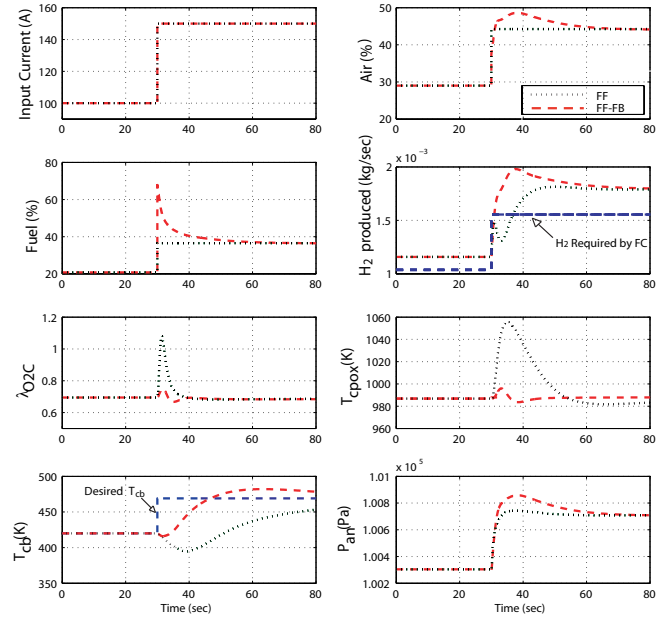 160
140
120
100
80
Input Current (A)
0 20 40 60 80
50
40
30
20
Air (%)
FF
FF-FB
0 20 40 60 80
80
60
40
20
Fuel (%)
0 20 40 60 80
x 10⁻³
2
1.5
1
H₂ produced (kg/sec)
H₂ Required by FC
0 20 40 60 80
1.2
1
0.8
0.6
λO2C
0 20 40 60 80
1060
1040
1020
1000
980
960
Tcpox(K)
0 20 40 60 80
500
450
400
350
Tcb(K)
Desired Tcb
0 20 40 60 80
Time (sec)
x 10⁵
1.01
1.008
1.006
1.004
1.002
Pan(Pa)
0 20 40 60 80
Time (sec)